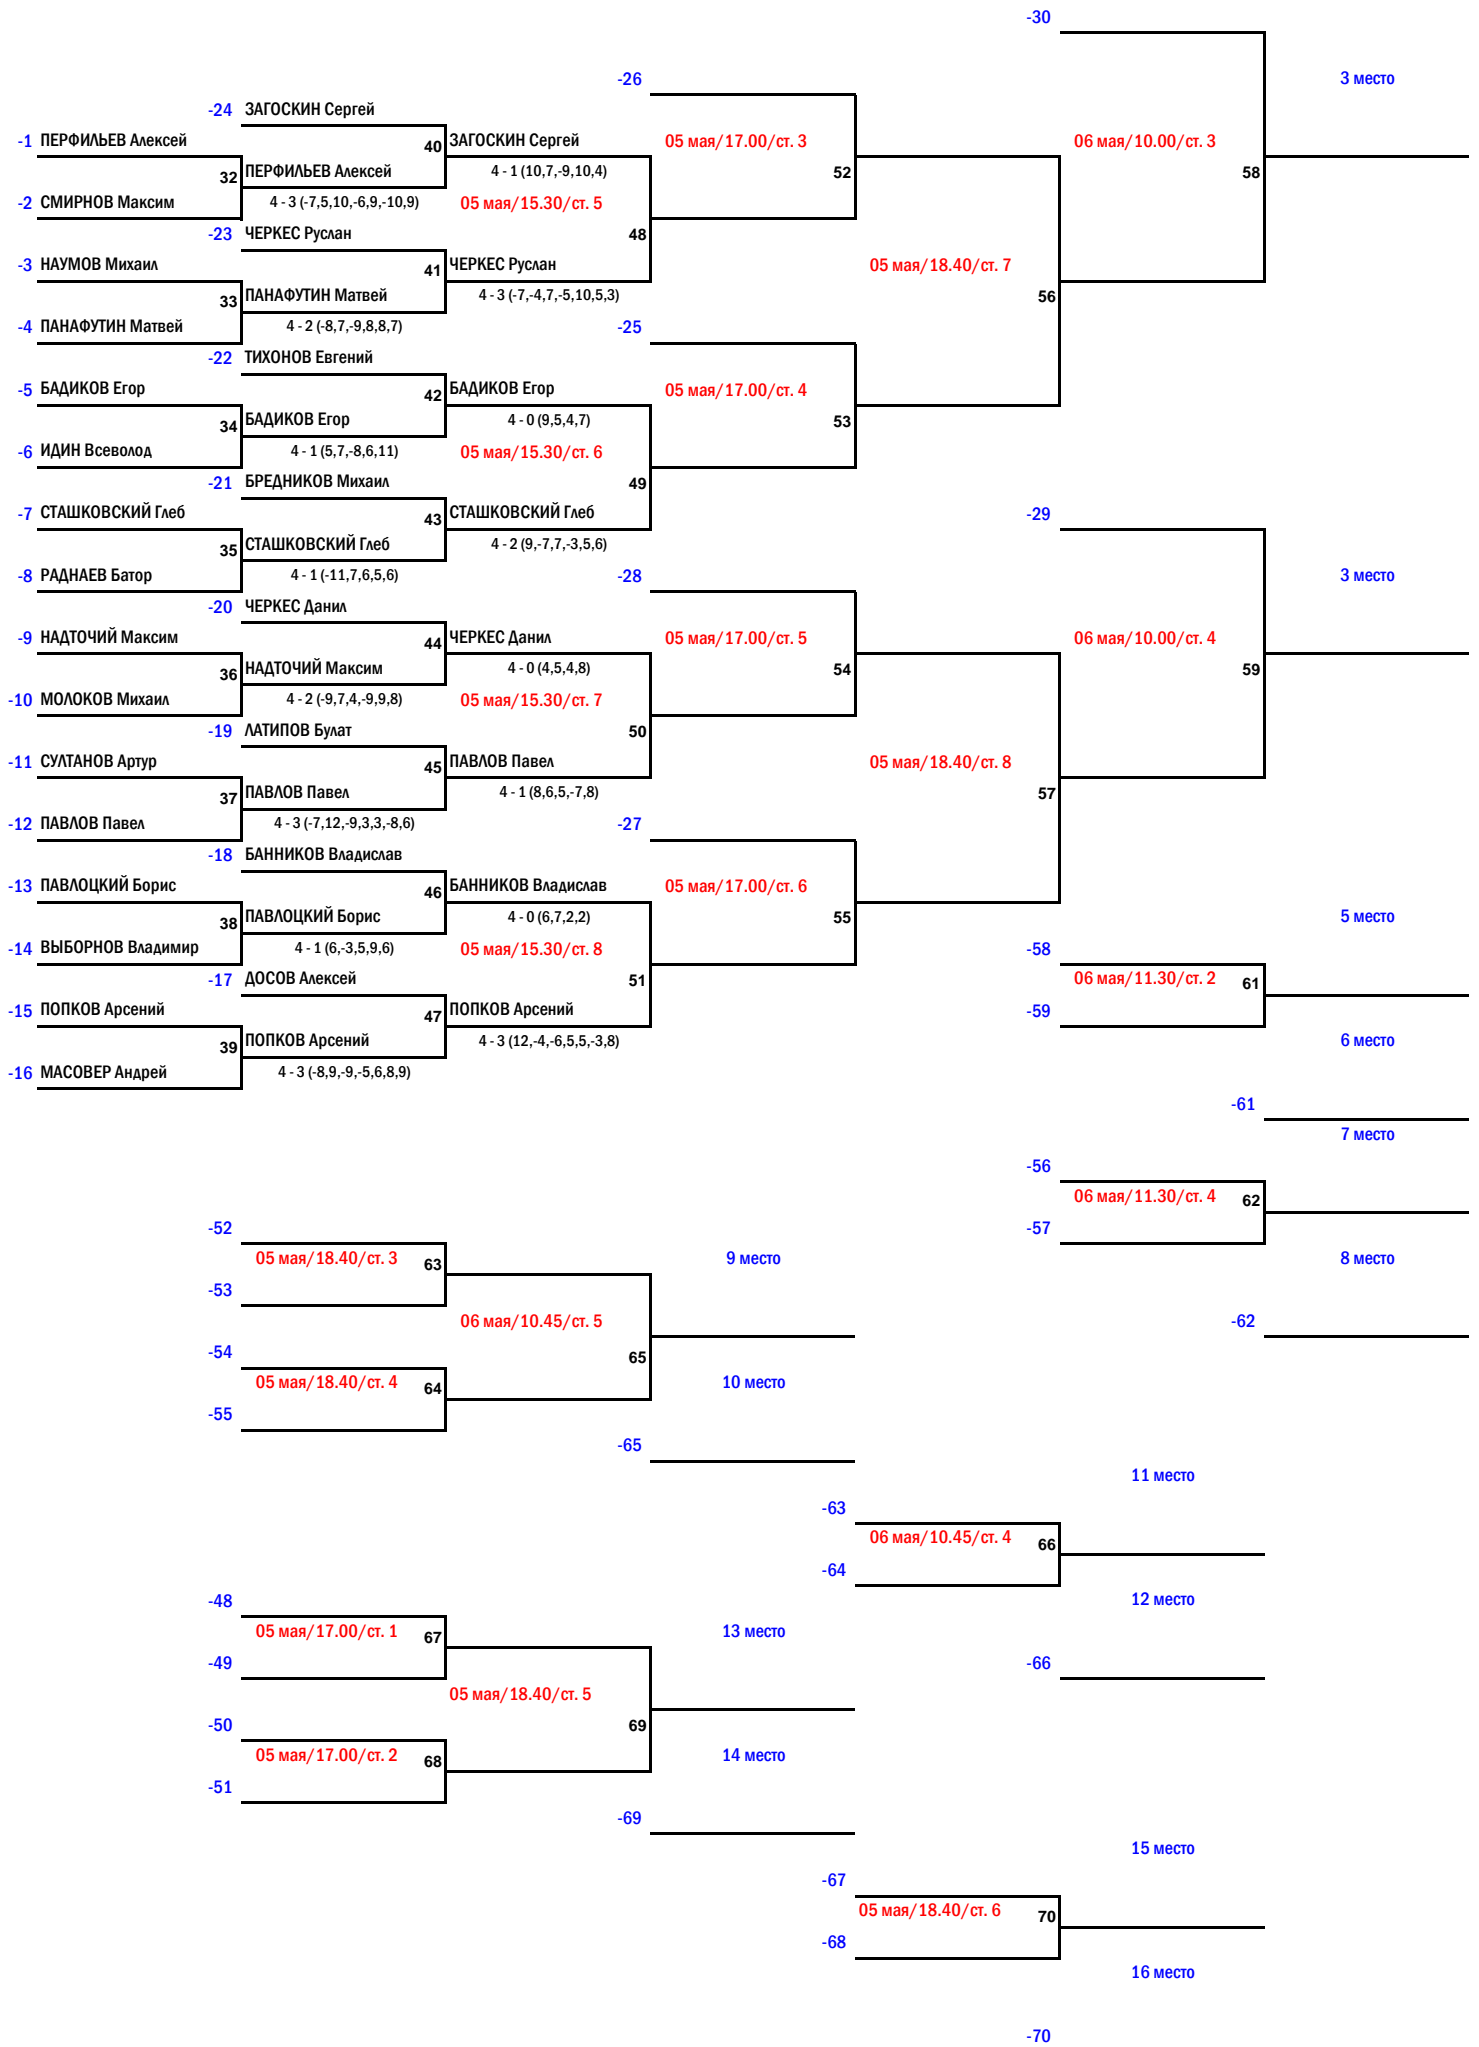 -30
-26
3 место
-24 ЗАГОСКИН Сергей
-1 ПЕРФИЛЬЕВ Алексей
40 ЗАГОСКИН Сергей
05 мая/17.00/ст. 3
06 мая/10.00/ст. 3
32 ПЕРФИЛЬЕВ Алексей
4 - 1 (10,7,-9,10,4)
52
58
-2 СМИРНОВ Максим
4 - 3 (-7,5,10,-6,9,-10,9)
05 мая/15.30/ст. 5
-23 ЧЕРКЕС Руслан
48
-3 НАУМОВ Михаил
41 ЧЕРКЕС Руслан
05 мая/18.40/ст. 7
33 ПАНАФУТИН Матвей
4 - 3 (-7,-4,7,-5,10,5,3)
56
-4 ПАНАФУТИН Матвей
4 - 2 (-8,7,-9,8,8,7)
-25
-22 ТИХОНОВ Евгений
-5 БАДИКОВ Егор
42 БАДИКОВ Егор
05 мая/17.00/ст. 4
34 БАДИКОВ Егор
4 - 0 (9,5,4,7)
53
-6 ИДИН Всеволод
4 - 1 (5,7,-8,6,11)
05 мая/15.30/ст. 6
-21 БРЕДНИКОВ Михаил
49
-7 СТАШКОВСКИЙ Глеб
43 СТАШКОВСКИЙ Глеб
-29
35 СТАШКОВСКИЙ Глеб
4 - 2 (9,-7,7,-3,5,6)
-8 РАДНАЕВ Батор
4 - 1 (-11,7,6,5,6)
-28
3 место
-20 ЧЕРКЕС Данил
-9 НАДТОЧИЙ Максим
44 ЧЕРКЕС Данил
05 мая/17.00/ст. 5
06 мая/10.00/ст. 4
36 НАДТОЧИЙ Максим
4 - 0 (4,5,4,8)
54
59
-10 МОЛОКОВ Михаил
4 - 2 (-9,7,4,-9,9,8)
05 мая/15.30/ст. 7
-19 ЛАТИПОВ Булат
50
-11 СУЛТАНОВ Артур
45 ПАВЛОВ Павел
05 мая/18.40/ст. 8
37 ПАВЛОВ Павел
4 - 1 (8,6,5,-7,8)
57
-12 ПАВЛОВ Павел
4 - 3 (-7,12,-9,3,3,-8,6)
-27
-18 БАННИКОВ Владислав
-13 ПАВЛОЦКИЙ Борис
46 БАННИКОВ Владислав
05 мая/17.00/ст. 6
38 ПАВЛОЦКИЙ Борис
4 - 0 (6,7,2,2)
55
5 место
-14 ВЫБОРНОВ Владимир
4 - 1 (6,-3,5,9,6)
05 мая/15.30/ст. 8
-58
-17 ДОСОВ Алексей
51
06 мая/11.30/ст. 2
61
-15 ПОПКОВ Арсений
47 ПОПКОВ Арсений
-59
39 ПОПКОВ Арсений
4 - 3 (12,-4,-6,5,5,-3,8)
6 место
-16 МАСОВЕР Андрей
4 - 3 (-8,9,-9,-5,6,8,9)
-61
7 место
-56
06 мая/11.30/ст. 4
62
-52
-57
05 мая/18.40/ст. 3
63
9 место
8 место
-53
06 мая/10.45/ст. 5
-62
-54
65
05 мая/18.40/ст. 4
64
10 место
-55
-65
11 место
-63
06 мая/10.45/ст. 4
66
-64
-48
12 место
05 мая/17.00/ст. 1
67
13 место
-49
-66
05 мая/18.40/ст. 5
-50
69
05 мая/17.00/ст. 2
68
14 место
-51
-69
15 место
-67
05 мая/18.40/ст. 6
70
-68
16 место
-70